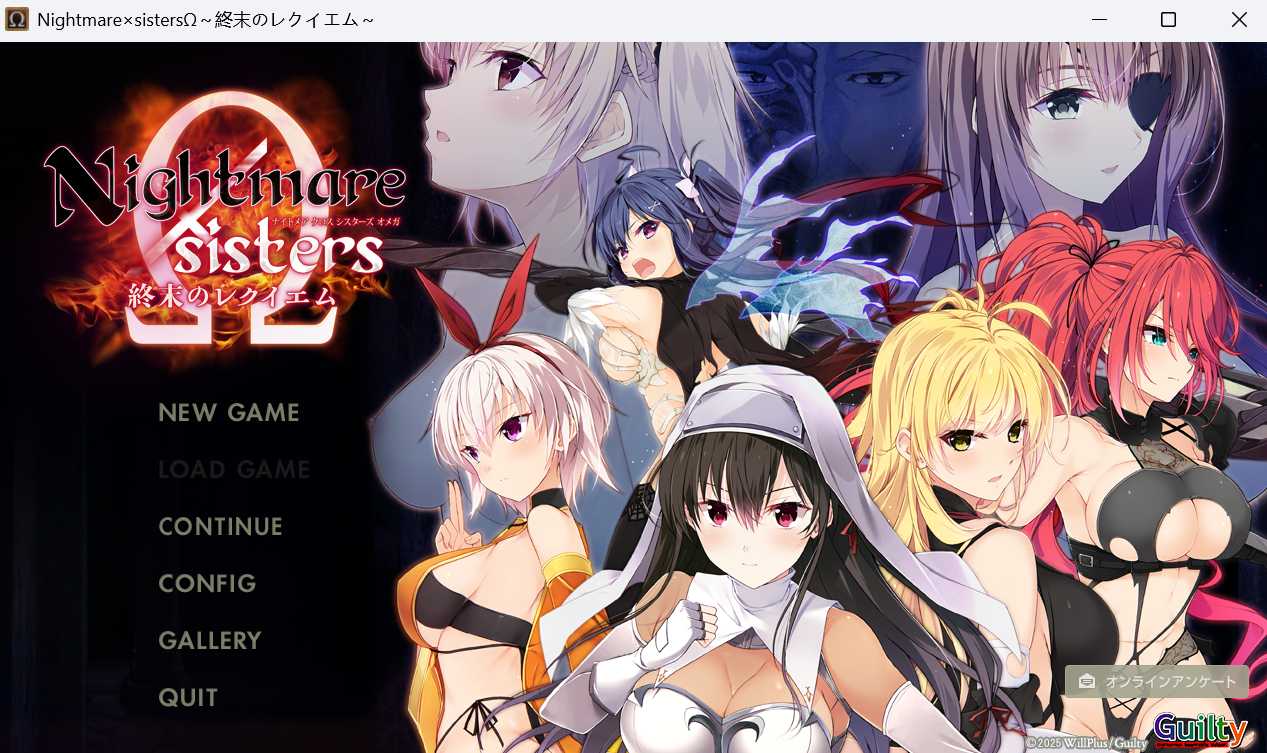 Nightmare×sistersΩ～終末のレクイエム～
Ω
Nightmare
ナイトメア クロス シスターズ オメガ
sisters
終末のレクイエム
NEW GAME
LOAD GAME
CONTINUE
CONFIG
GALLERY
QUIT
オンラインアンケート
Guilty
©2025 WillPlus/Guilty